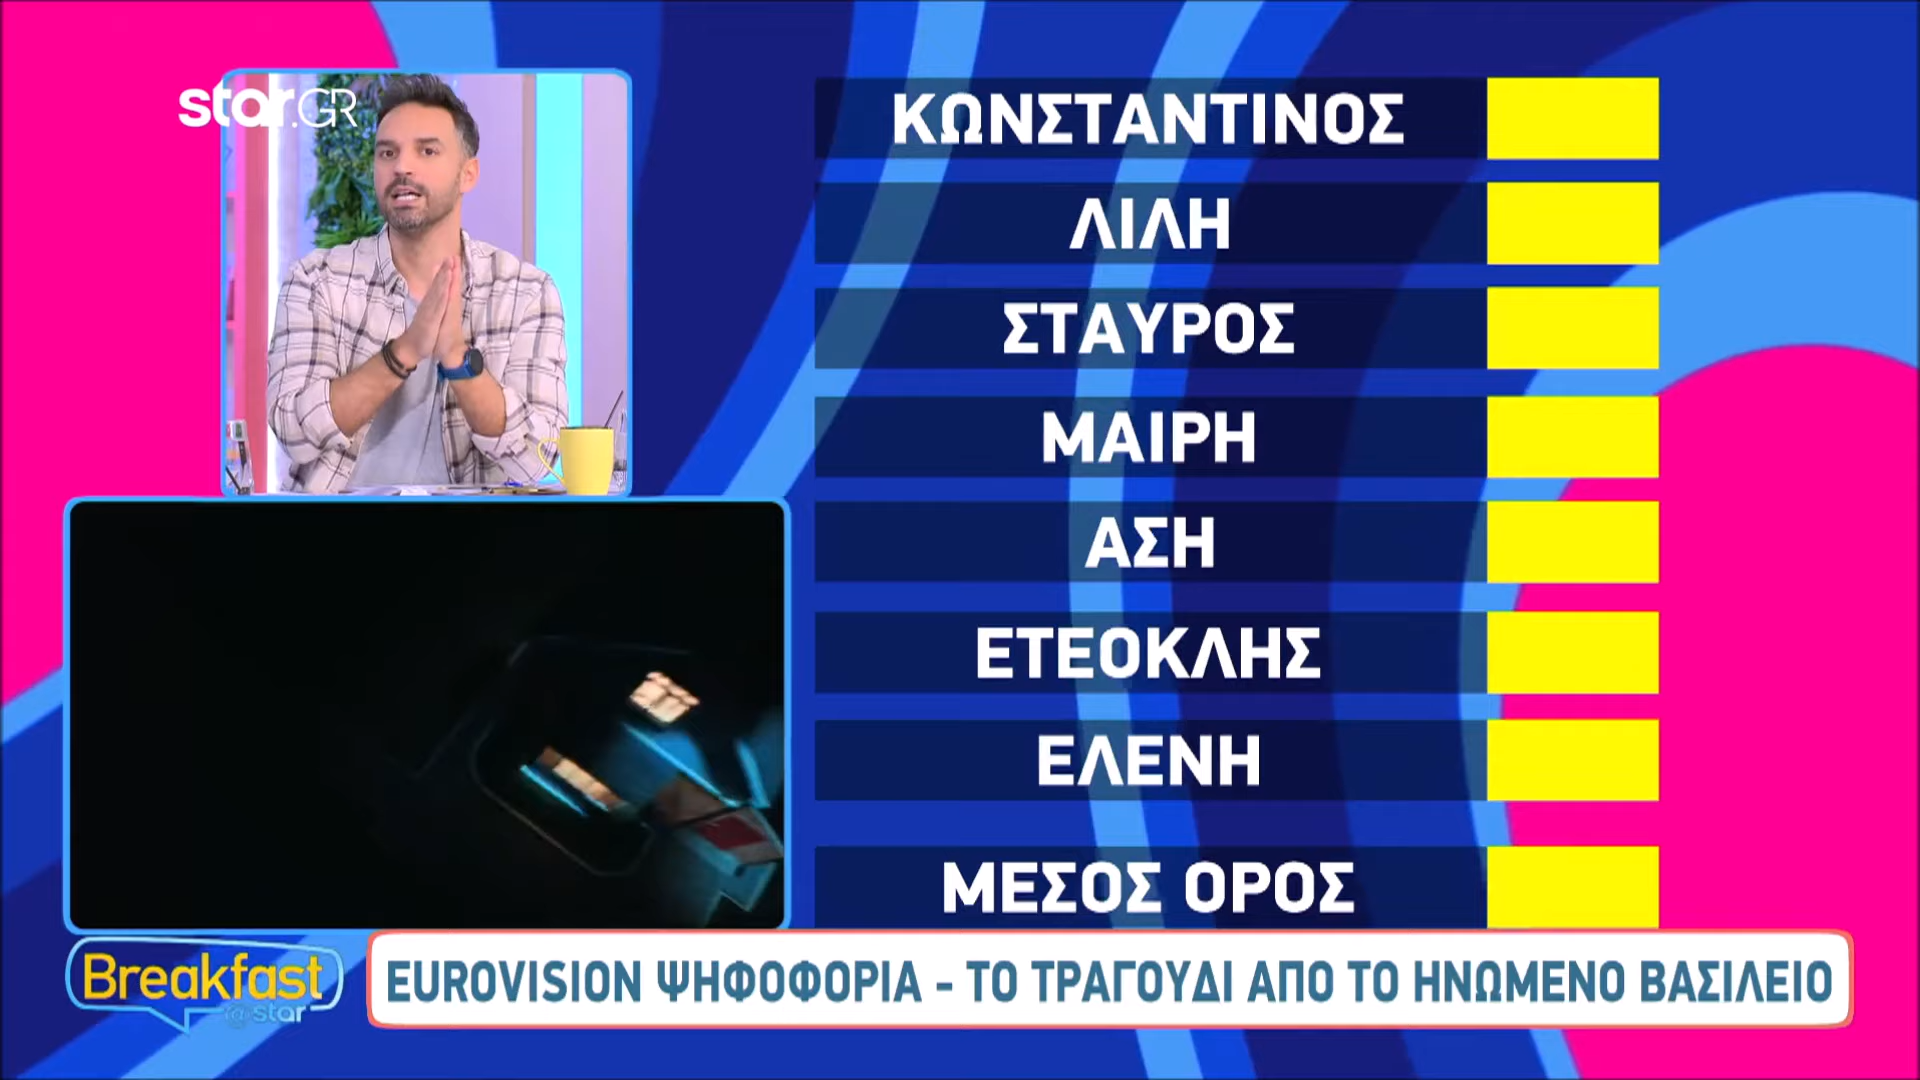 star.GR
ΚΩΝΣΤΑΝΤΙΝΟΣ
ΛΙΛΗ
ΣΤΑΥΡΟΣ
ΜΑΙΡΗ
ΑΣΗ
ΕΤΕΟΚΛΗΣ
ΕΛΕΝΗ
ΜΕΣΟΣ ΟΡΟΣ
Breakfast
@star
EUROVISION ΨΗΦΟΦΟΡΙΑ - ΤΟ ΤΡΑΓΟΥΔΙ ΑΠΟ ΤΟ ΗΝΩΜΕΝΟ ΒΑΣΙΛΕΙΟ